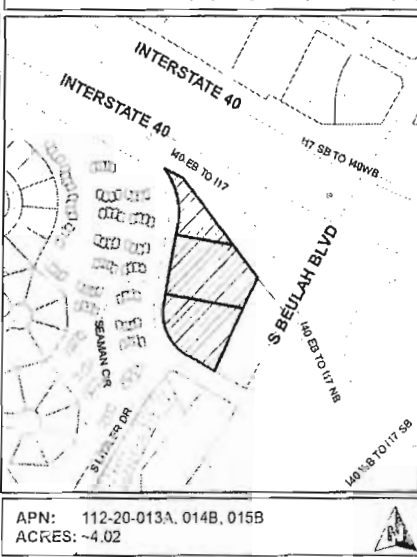 INTERSTATE 40
INTERSTATE 40
I17 SB TO I40WB
I40 EB TO I17
S BEULAH BLVD
I40 EB TO I17 NB
SEAMAN CIR
DR
I40 WB TO I17 SB
APN: 112-20-013A, 014B, 015B
ACRES: ~4.02
N